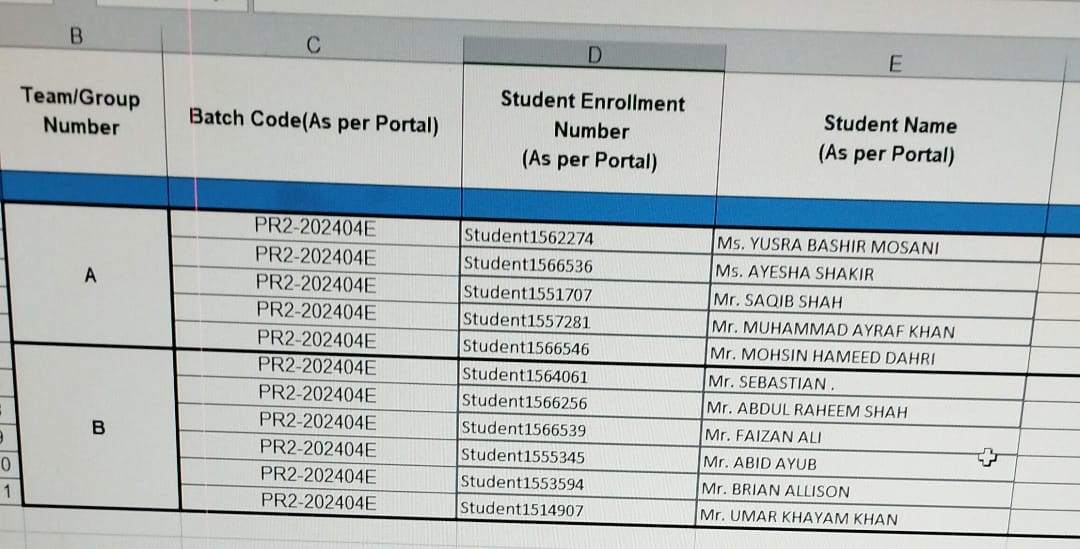 B C D E
Team/Group Number Batch Code(As per Portal) Student Enrollment Number (As per Portal) Student Name (As per Portal)
A
PR2-202404E Student1562274 Ms. YUSRA BASHIR MOSANI
PR2-202404E Student1566536 Ms. AYESHA SHAKIR
PR2-202404E Student1551707 Mr. SAQIB SHAH
PR2-202404E Student1557281 Mr. MUHAMMAD AYRAF KHAN
PR2-202404E Student1566546 Mr. MOHSIN HAMEED DAHRI
B
PR2-202404E Student1564061 Mr. SEBASTIAN .
PR2-202404E Student1566256 Mr. ABDUL RAHEEM SHAH
PR2-202404E Student1566539 Mr. FAIZAN ALI
PR2-202404E Student1555345 Mr. ABID AYUB
0 PR2-202404E Student1553594 Mr. BRIAN ALLISON
1 PR2-202404E Student1514907 Mr. UMAR KHAYAM KHAN